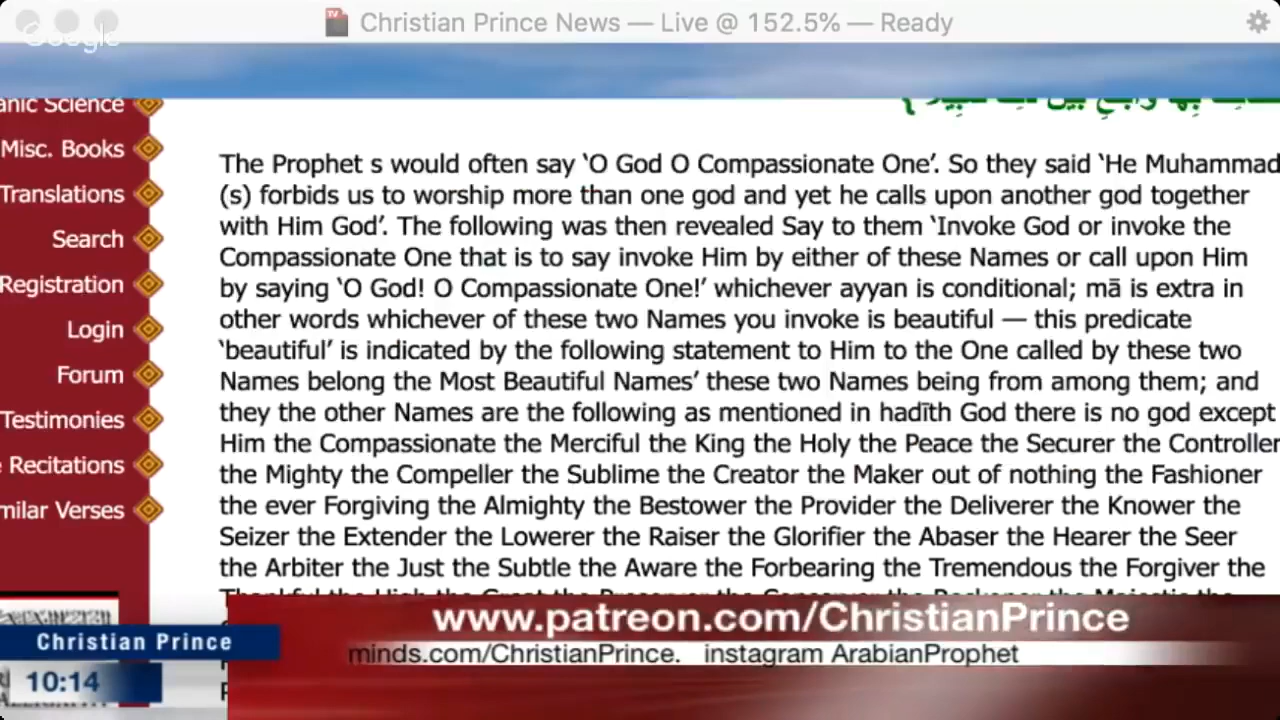 Christian Prince News — Live @ 152.5% — Ready
Google
anic Science
Misc. Books
Translations
Search
Registration
Login
Forum
Testimonies
Recitations
milar Verses
The Prophet s would often say ‘O God O Compassionate One’. So they said ‘He Muhammad
(s) forbids us to worship more than one god and yet he calls upon another god together
with Him God’. The following was then revealed Say to them ‘Invoke God or invoke the
Compassionate One that is to say invoke Him by either of these Names or call upon Him
by saying ‘O God! O Compassionate One!’ whichever ayyan is conditional; mā is extra in
other words whichever of these two Names you invoke is beautiful — this predicate
‘beautiful’ is indicated by the following statement to Him to the One called by these two
Names belong the Most Beautiful Names’ these two Names being from among them; and
they the other Names are the following as mentioned in hadīth God there is no god except
Him the Compassionate the Merciful the King the Holy the Peace the Securer the Controller
the Mighty the Compeller the Sublime the Creator the Maker out of nothing the Fashioner
the ever Forgiving the Almighty the Bestower the Provider the Deliverer the Knower the
Seizer the Extender the Lowerer the Raiser the Glorifier the Abaser the Hearer the Seer
the Arbiter the Just the Subtle the Aware the Forbearing the Tremendous the Forgiver the
www.patreon.com/ChristianPrince
minds.com/ChristianPrince. instagram ArabianProphet
Christian Prince
10:14